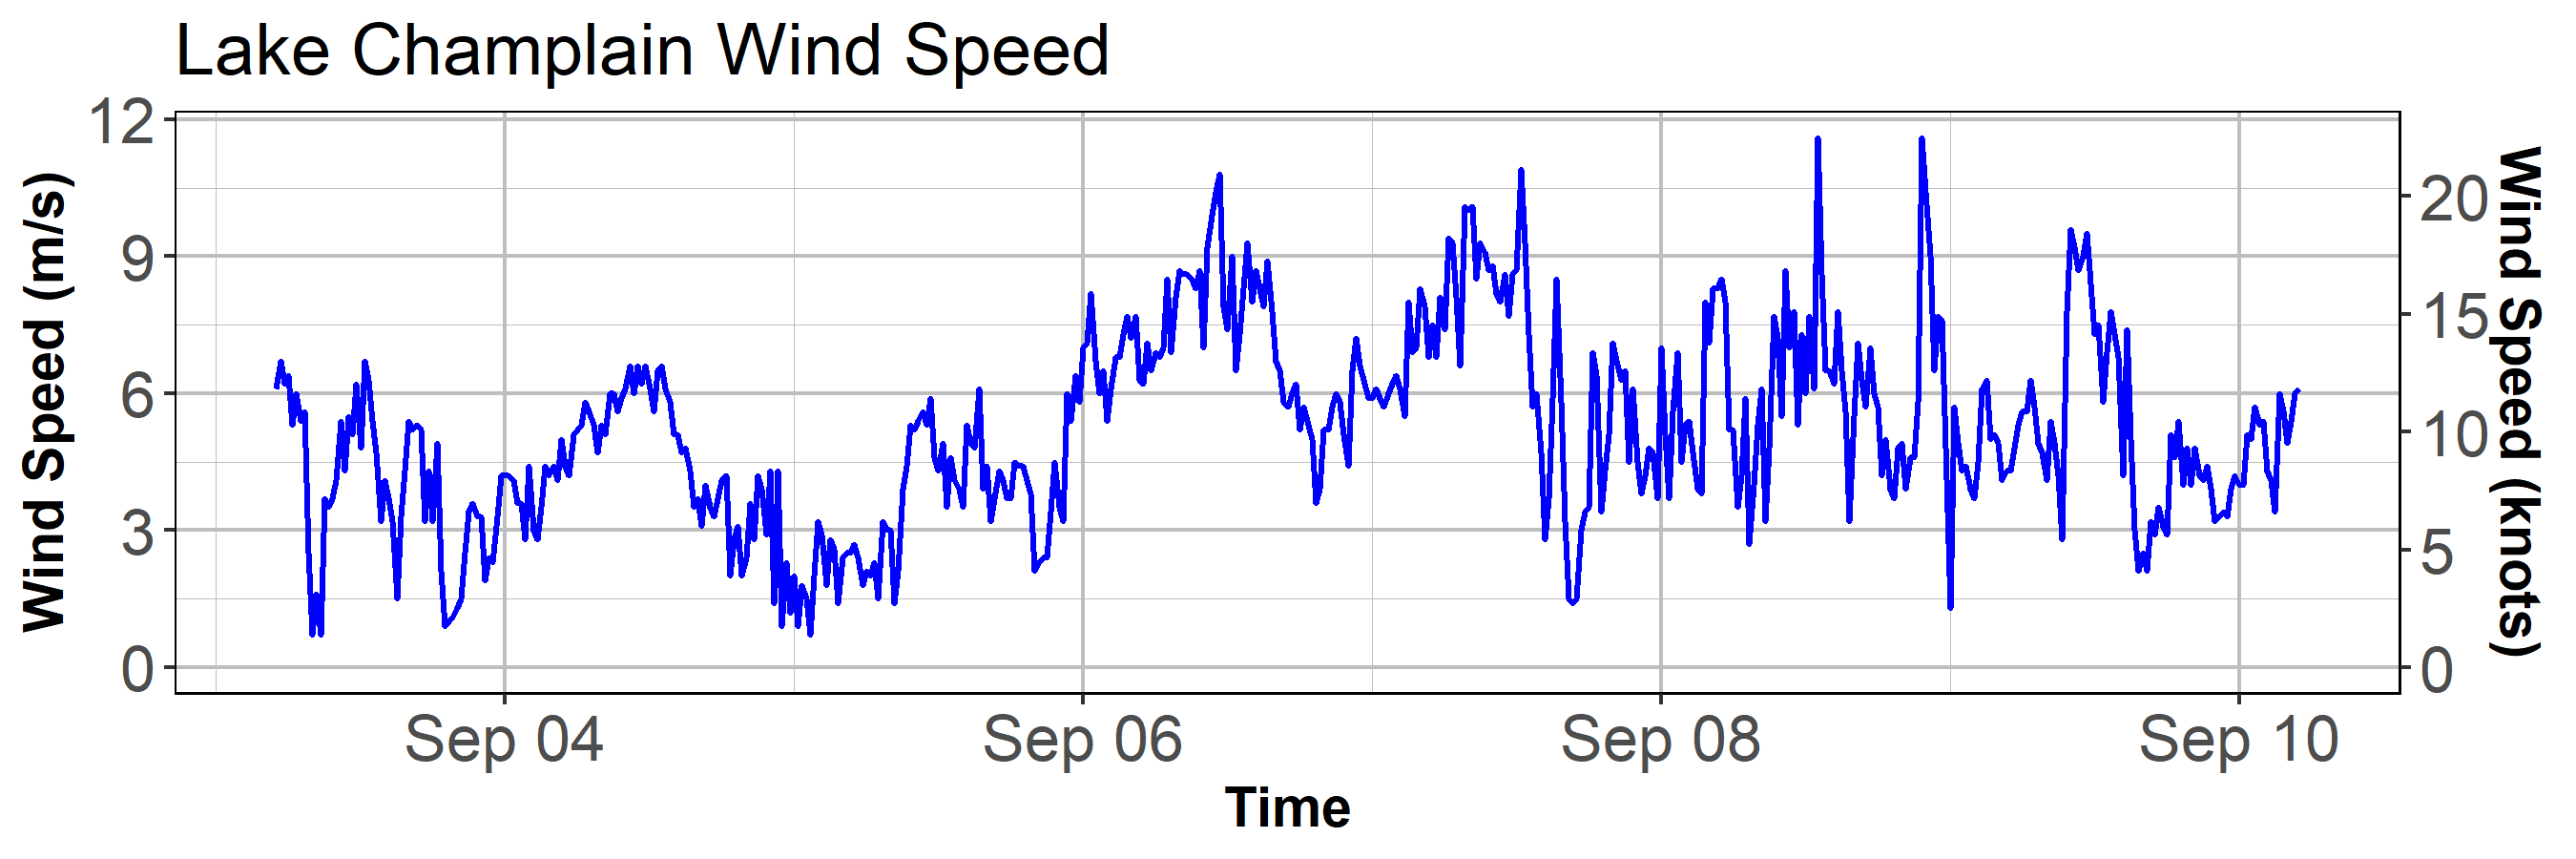 Lake Champlain Wind Speed
12
9
6
3
0
Wind Speed (m/s)
20
15
10
5
0
Wind Speed (knots)
Sep 04
Sep 06
Sep 08
Sep 10
Time